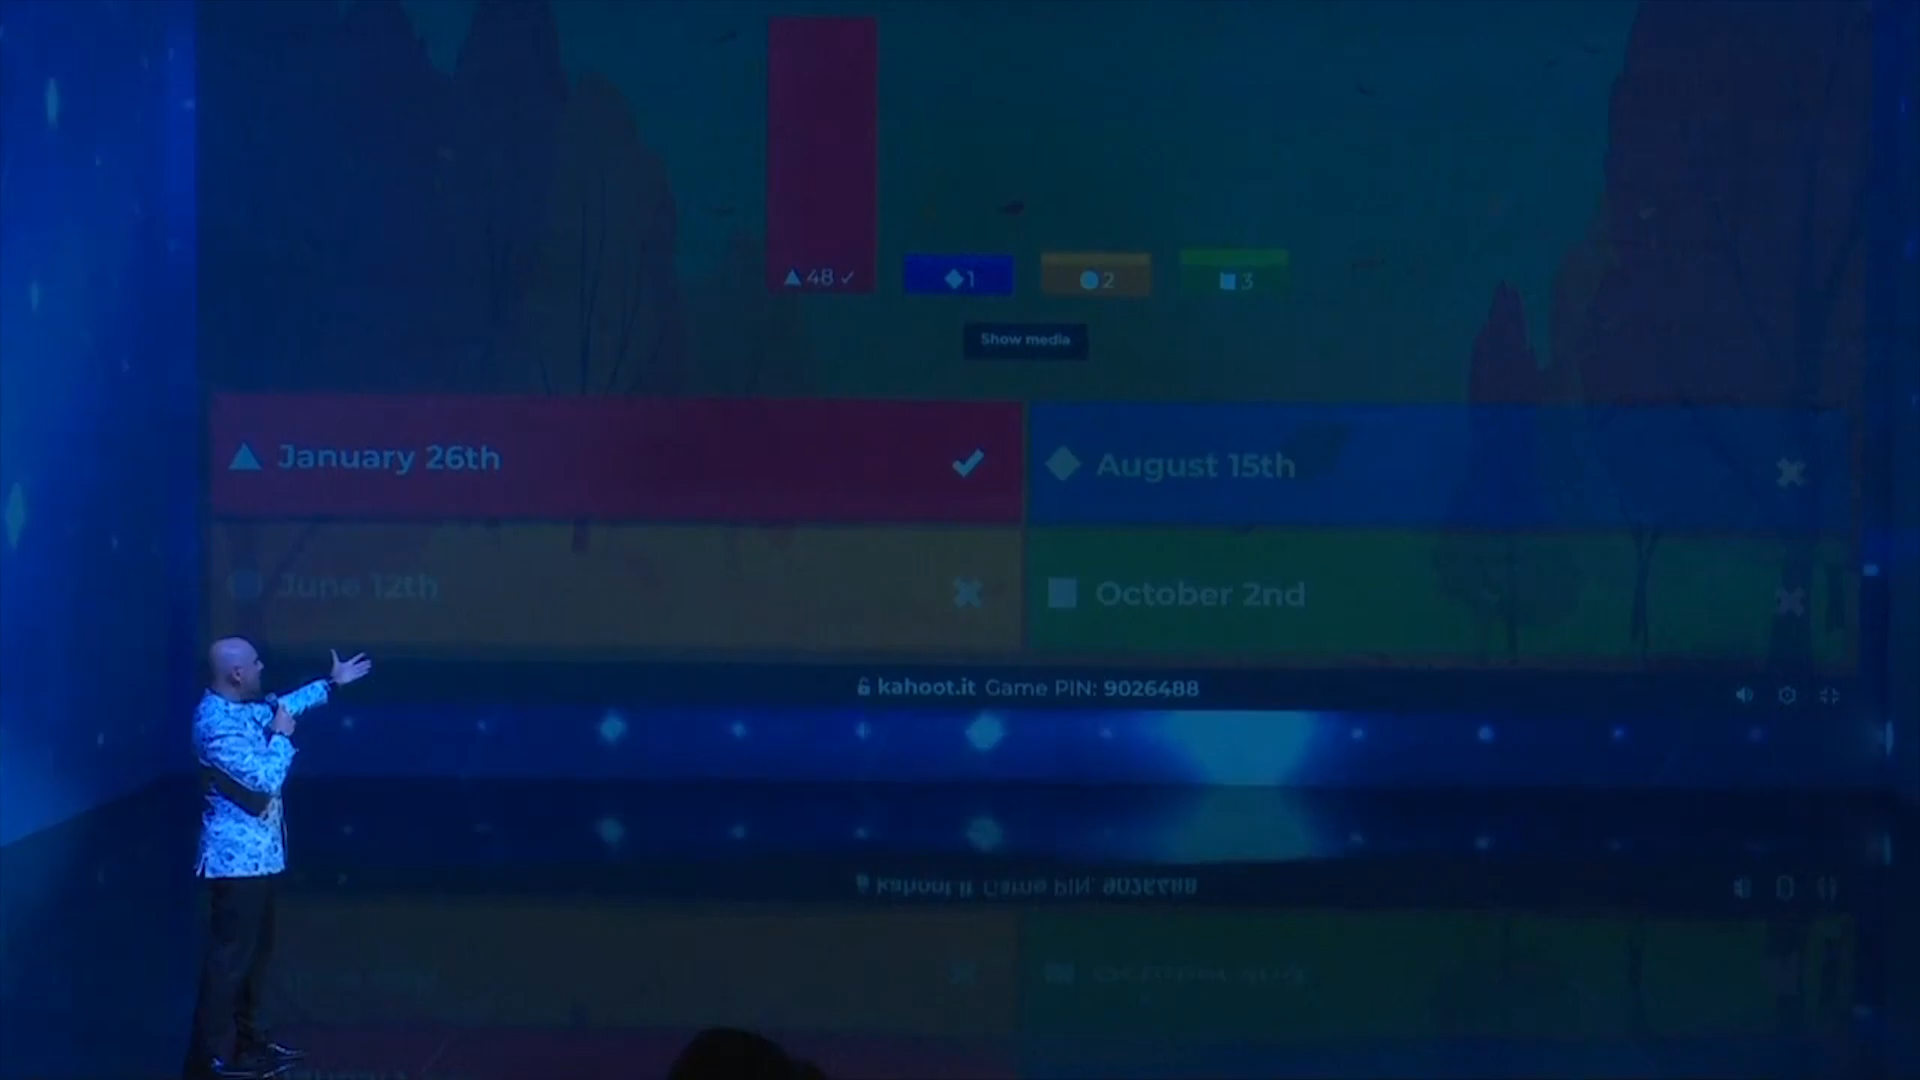 48
1
2
3
Show media
January 26th
August 15th
June 12th
October 2nd
kahoot.it Game PIN: 9026488